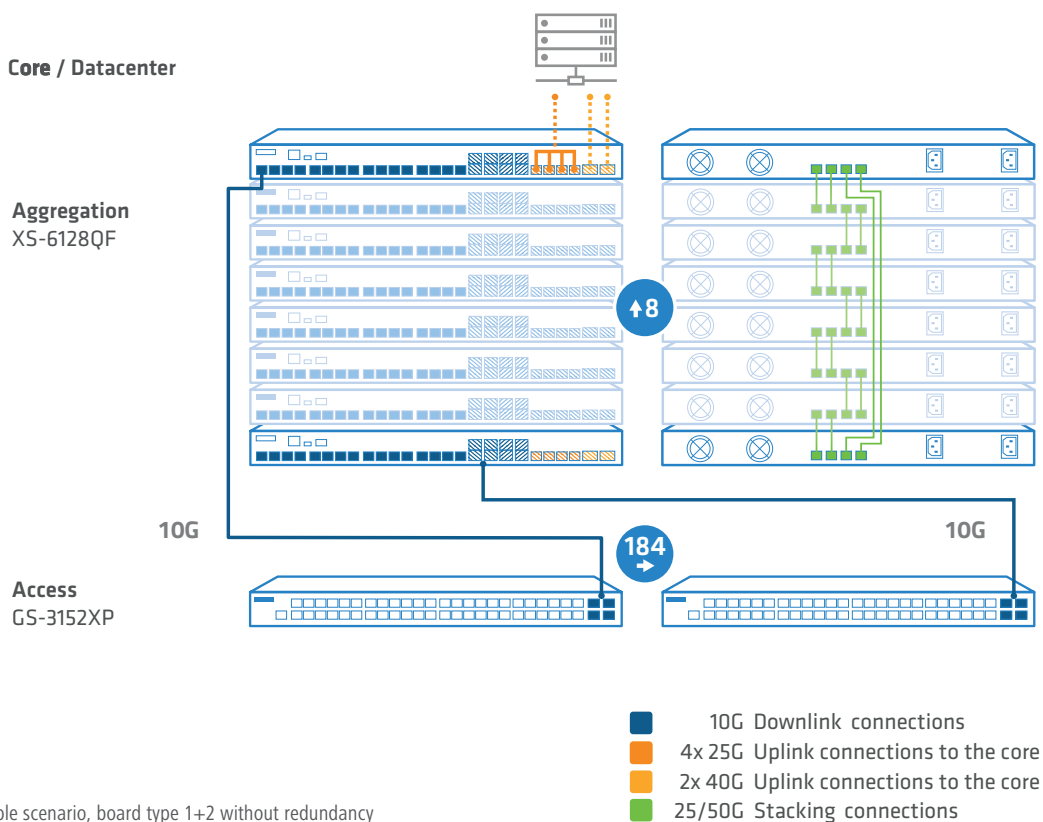 Core / Datacenter
Aggregation
XS-6128QF
8
10G
184
10G
Access
GS-3152XP
10G Downlink connections
4x 25G Uplink connections to the core
2x 40G Uplink connections to the core
25/50G Stacking connections
scenario, board type 1+2 without redundancy